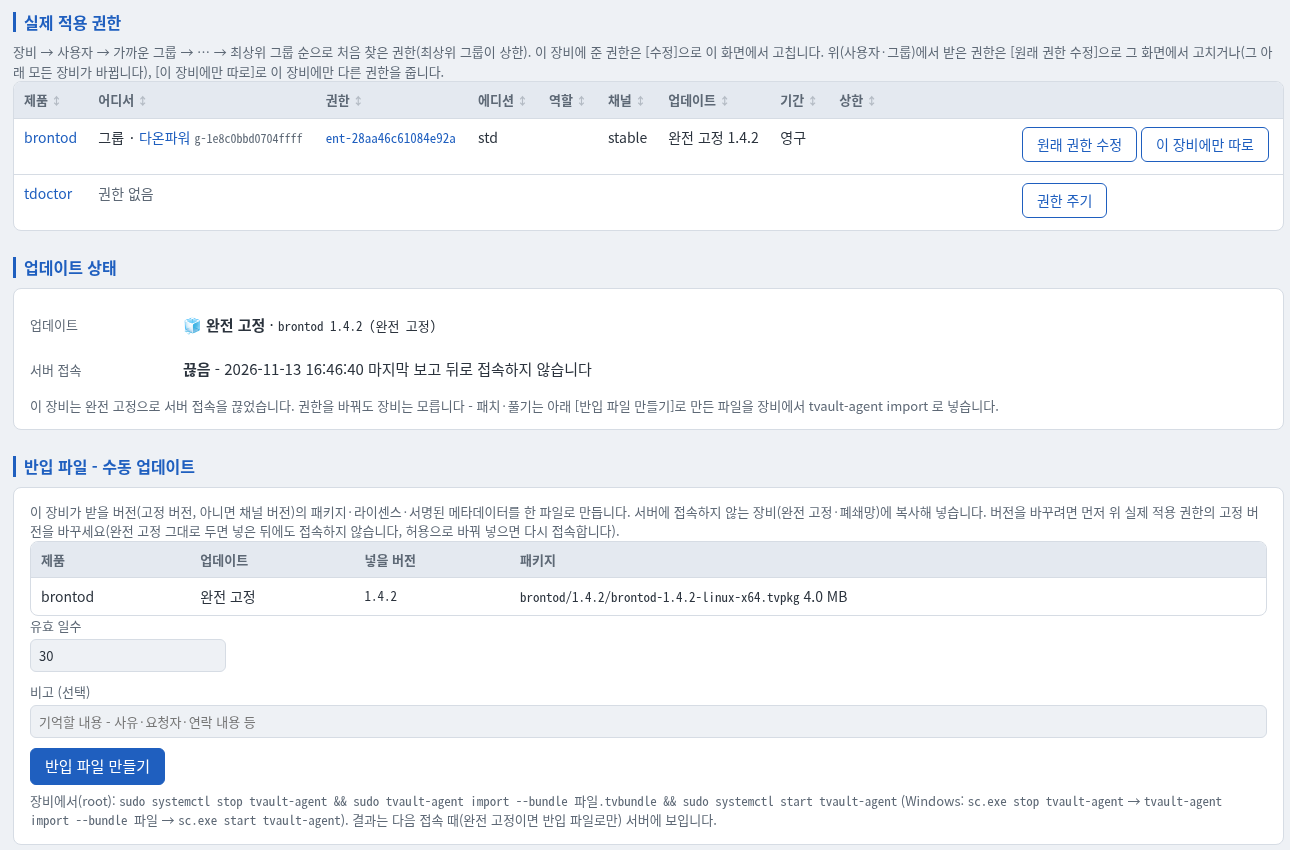 실제 적용 권한
장비 → 사용자 → 가까운 그룹 → … → 최상위 그룹 순으로 처음 찾은 권한(최상위 그룹이 상한). 이 장비에 준 권한은 [수정]으로 이 화면에서 고칩니다. 위(사용자·그룹)에서 받은 권한은 [원래 권한 수정]으로 그 화면에서 고치거나(그 아
래 모든 장비가 바뀝니다), [이 장비에만 따로]로 이 장비에만 다른 권한을 줍니다.
제품 ↕ 어디서 ↕ 권한 ↕ 에디션 ↕ 역할 ↕ 채널 ↕ 업데이트 ↕ 기간 ↕ 상한 ↕
brontod 그룹 · 다온파워 g-1e8c0bbd0704ffff ent-28aa46c61084e92a std stable 완전 고정 1.4.2 영구 원래 권한 수정 이 장비에만 따로
tdoctor 권한 없음 권한 주기
업데이트 상태
업데이트 🧊 완전 고정 · brontod 1.4.2 (완전 고정)
서버 접속 끊음 - 2026-11-13 16:46:40 마지막 보고 뒤로 접속하지 않습니다
이 장비는 완전 고정으로 서버 접속을 끊었습니다. 권한을 바꿔도 장비는 모릅니다 - 패치·풀기는 아래 [반입 파일 만들기]로 만든 파일을 장비에서 tvault-agent import 로 넣습니다.
반입 파일 - 수동 업데이트
이 장비가 받을 버전(고정 버전, 아니면 채널 버전)의 패키지·라이센스·서명된 메타데이터를 한 파일로 만듭니다. 서버에 접속하지 않는 장비(완전 고정·폐쇄망)에 복사해 넣습니다. 버전을 바꾸려면 먼저 위 실제 적용 권한의 고정 버
전을 바꾸세요(완전 고정 그대로 두면 넣은 뒤에도 접속하지 않습니다, 허용으로 바꿔 넣으면 다시 접속합니다).
제품 업데이트 넣을 버전 패키지
brontod 완전 고정 1.4.2 brontod/1.4.2/brontod-1.4.2-linux-x64.tvpkg 4.0 MB
유효 일수
30
비고 (선택)
기억할 내용 - 사유·요청자·연락 내용 등
반입 파일 만들기
장비에서(root): sudo systemctl stop tvault-agent && sudo tvault-agent import --bundle 파일.tvbundle && sudo systemctl start tvault-agent (Windows: sc.exe stop tvault-agent → tvault-agent
import --bundle 파일 → sc.exe start tvault-agent). 결과는 다음 접속 때(완전 고정이면 반입 파일로만) 서버에 보입니다.